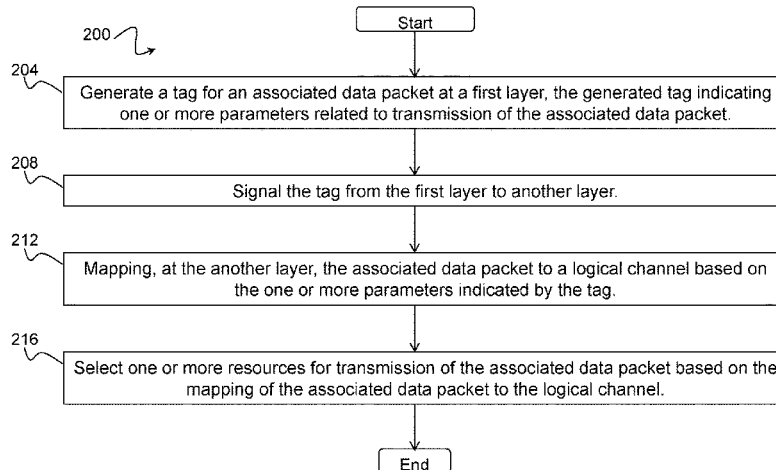 Start
200
204
Generate a tag for an associated data packet at a first layer, the generated tag indicating
one or more parameters related to transmission of the associated data packet.
208
Signal the tag from the first layer to another layer.
212
Mapping, at the another layer, the associated data packet to a logical channel based on
the one or more parameters indicated by the tag.
216
Select one or more resources for transmission of the associated data packet based on the
mapping of the associated data packet to the logical channel.
End